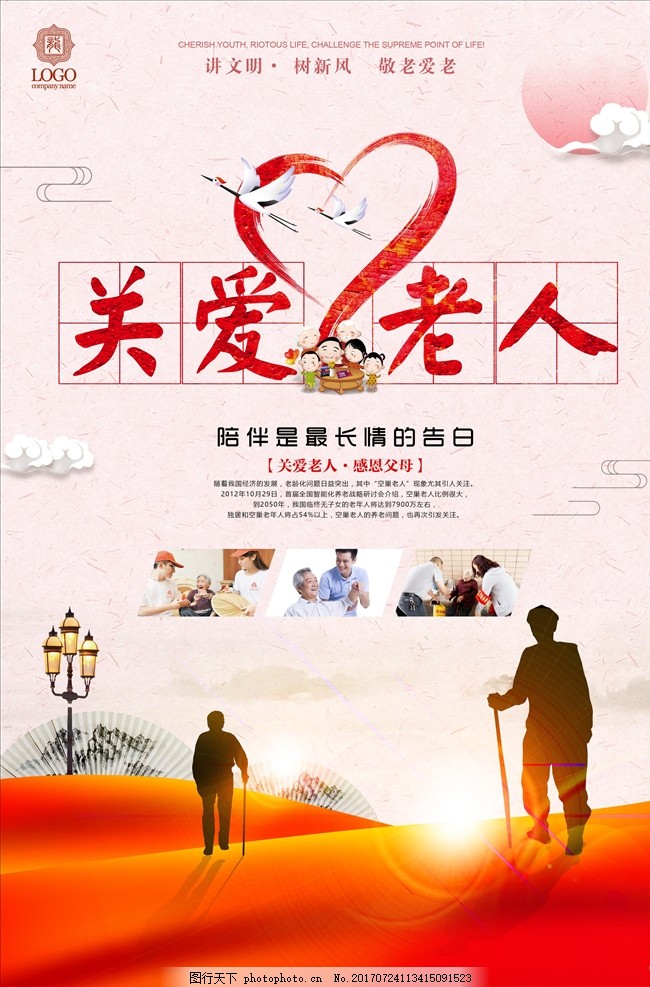 龍
LOGO
company name
CHERISH YOUTH, RIOTOUS LIFE, CHALLENGE THE SUPREME POINT OF LIFE!
讲文明· 树新风 敬老爱老
关爱老人
陪伴是最长情的告白
【关爱老人·感恩父母】
随着我国经济的发展，老龄化问题日益突出，其中“空巢老人”现象尤其引人关注。
2012年10月29日，首届全国智能化养老战略研讨会介绍，空巢老人比例很大，
到2050年，我国临终无子女的老年人将达到7900万左右，
独居和空巢老年人将占54%以上，空巢老人的养老问题，也再次引发关注。
图行天下 photophoto.cn No.20170724113415091523